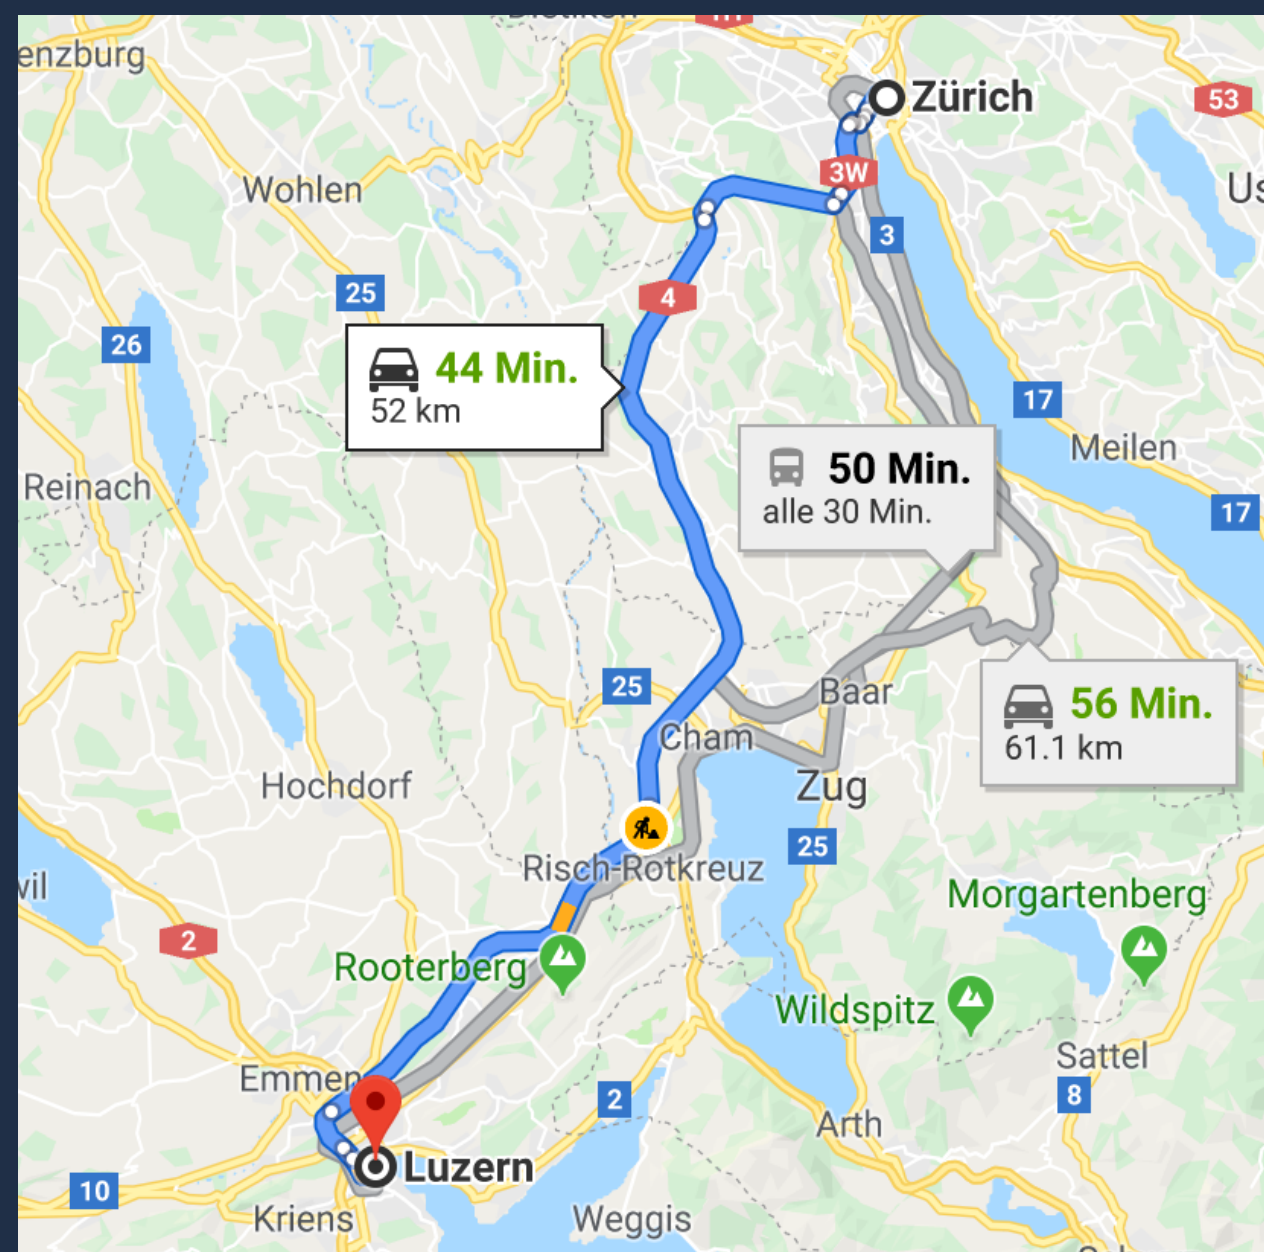 Zürich
53
enzburg
Wohlen
3W
3
25
4
26
44 Min.
52 km
17
Meilen
50 Min.
alle 30 Min.
Reinach
17
25
Baar
56 Min.
61.1 km
Cham
Zug
Hochdorf
25
Risch-Rotkreuz
Morgartenberg
2
Rooterberg
Wildspitz
Sattel
Emmen
2
8
Arth
Luzern
10
Kriens
Weggis